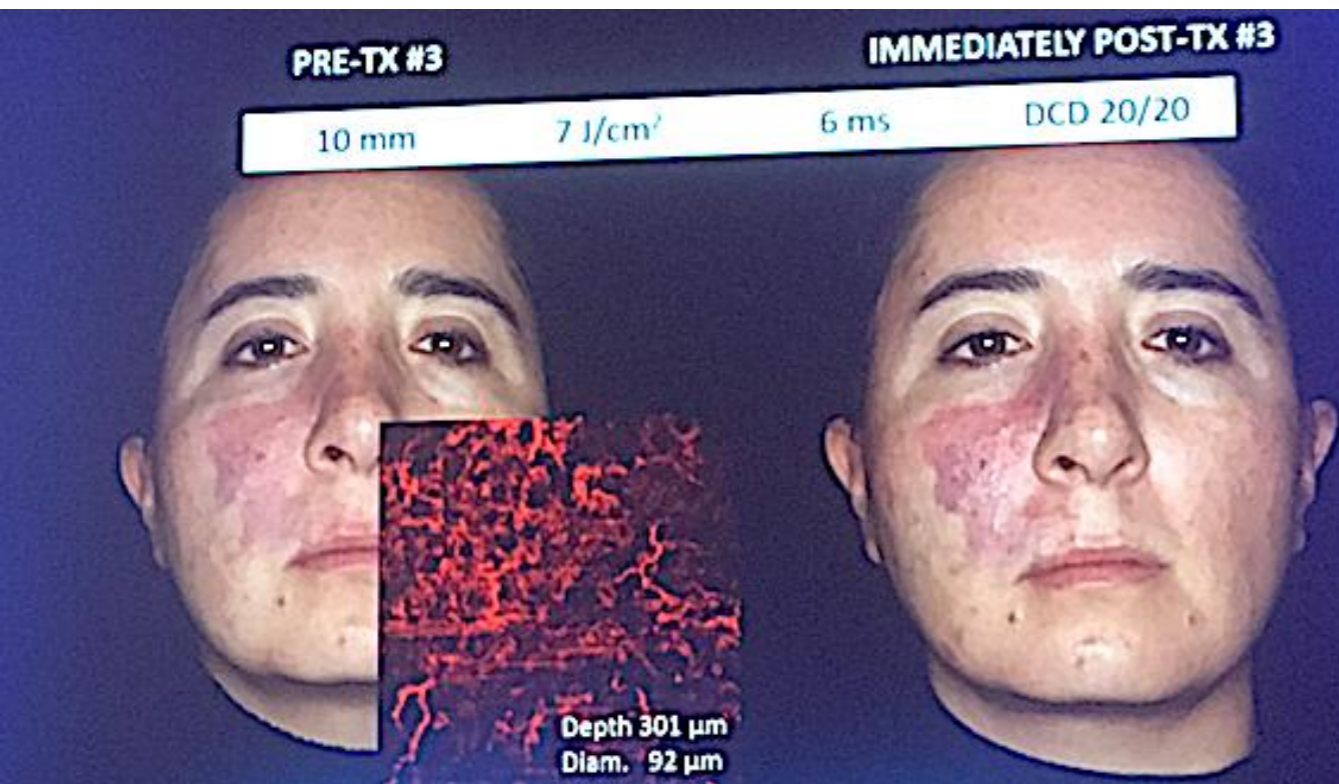 PRE-TX #3
IMMEDIATELY POST-TX #3
10 mm 7 J/cm² 6 ms DCD 20/20
Depth 301 µm
Diam. 92 µm